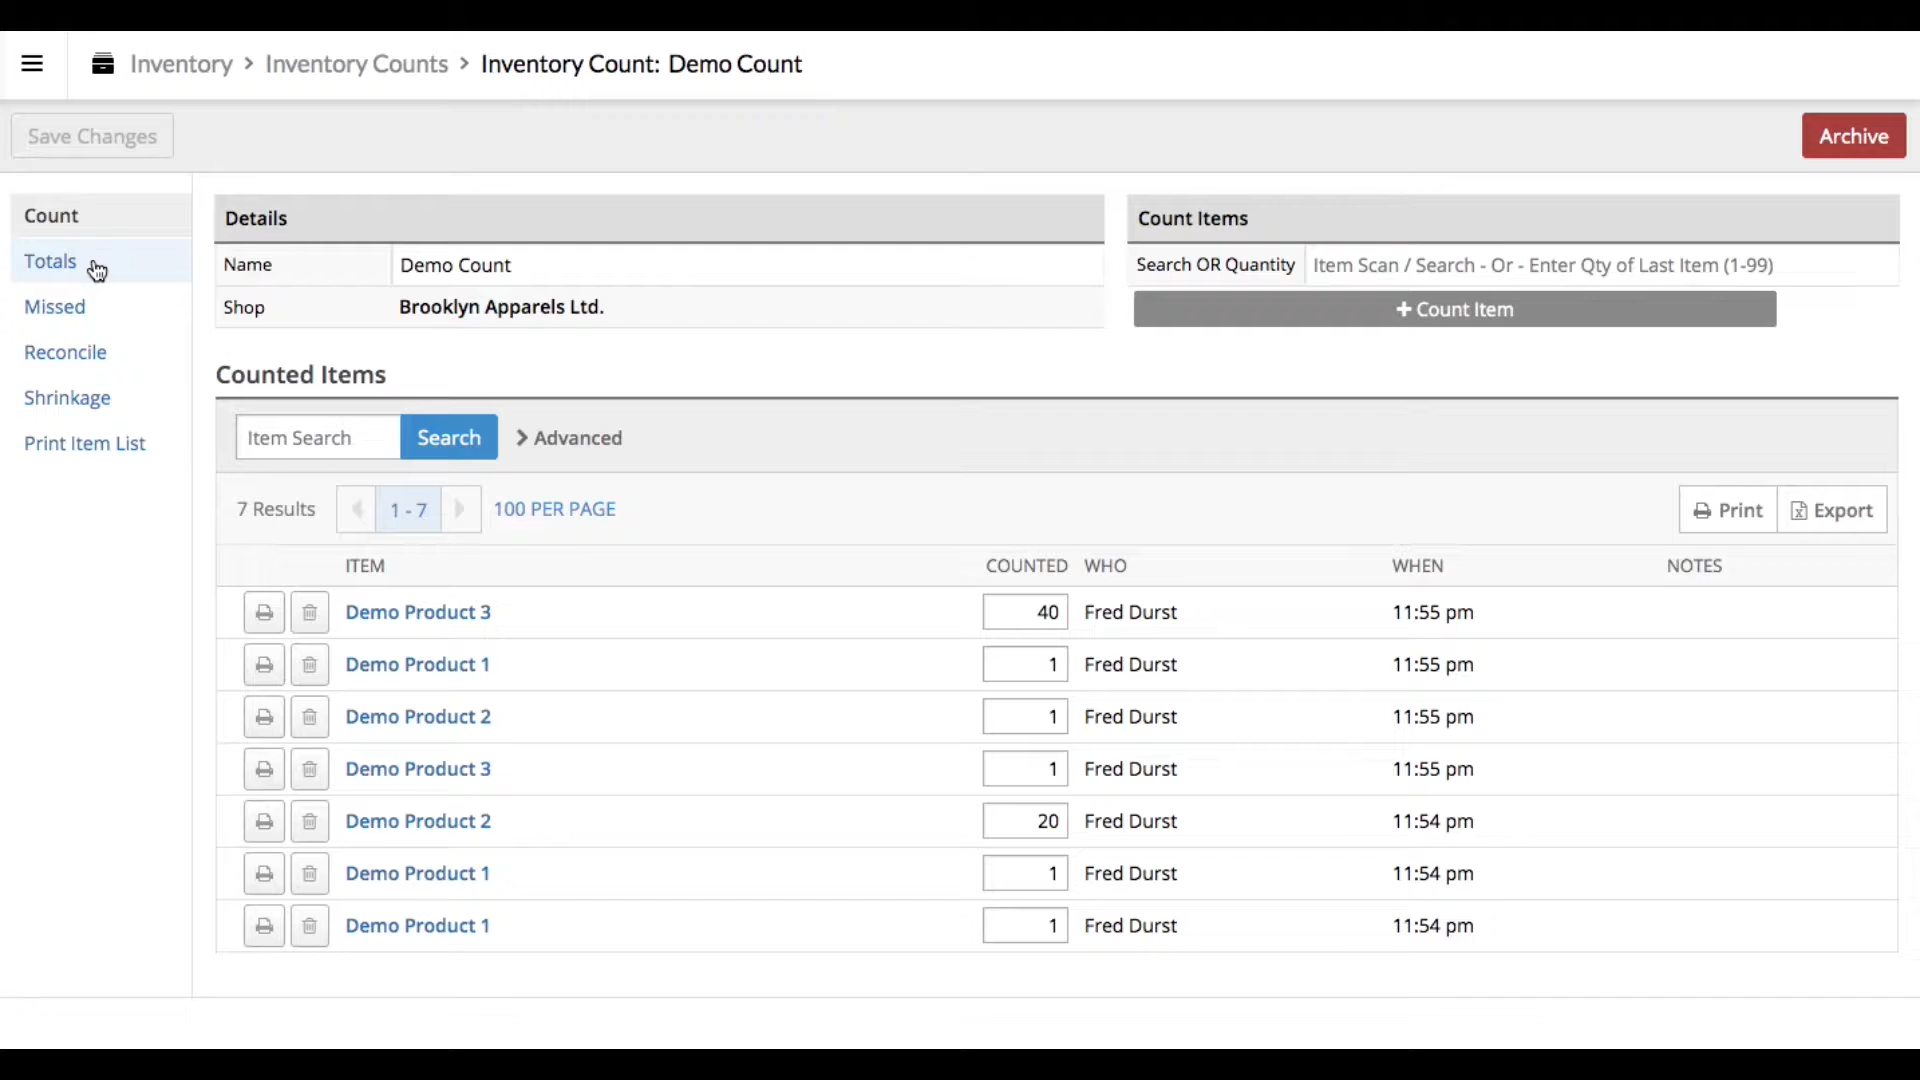 Inventory > Inventory Counts > Inventory Count: Demo Count
Save Changes
Archive
Count
Totals
Missed
Reconcile
Shrinkage
Print Item List
Details
Name Demo Count
Shop Brooklyn Apparels Ltd.
Count Items
Search OR Quantity Item Scan / Search - Or - Enter Qty of Last Item (1-99)
+ Count Item
Counted Items
Item Search Search > Advanced
7 Results 1 - 7 100 PER PAGE Print Export
ITEM COUNTED WHO WHEN NOTES
Demo Product 3 40 Fred Durst 11:55 pm
Demo Product 1 1 Fred Durst 11:55 pm
Demo Product 2 1 Fred Durst 11:55 pm
Demo Product 3 1 Fred Durst 11:55 pm
Demo Product 2 20 Fred Durst 11:54 pm
Demo Product 1 1 Fred Durst 11:54 pm
Demo Product 1 1 Fred Durst 11:54 pm